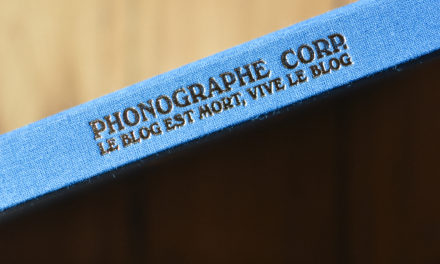 PHONOGRAPHE CORP.
LE BLOG EST MORT, VIVE LE BLOG